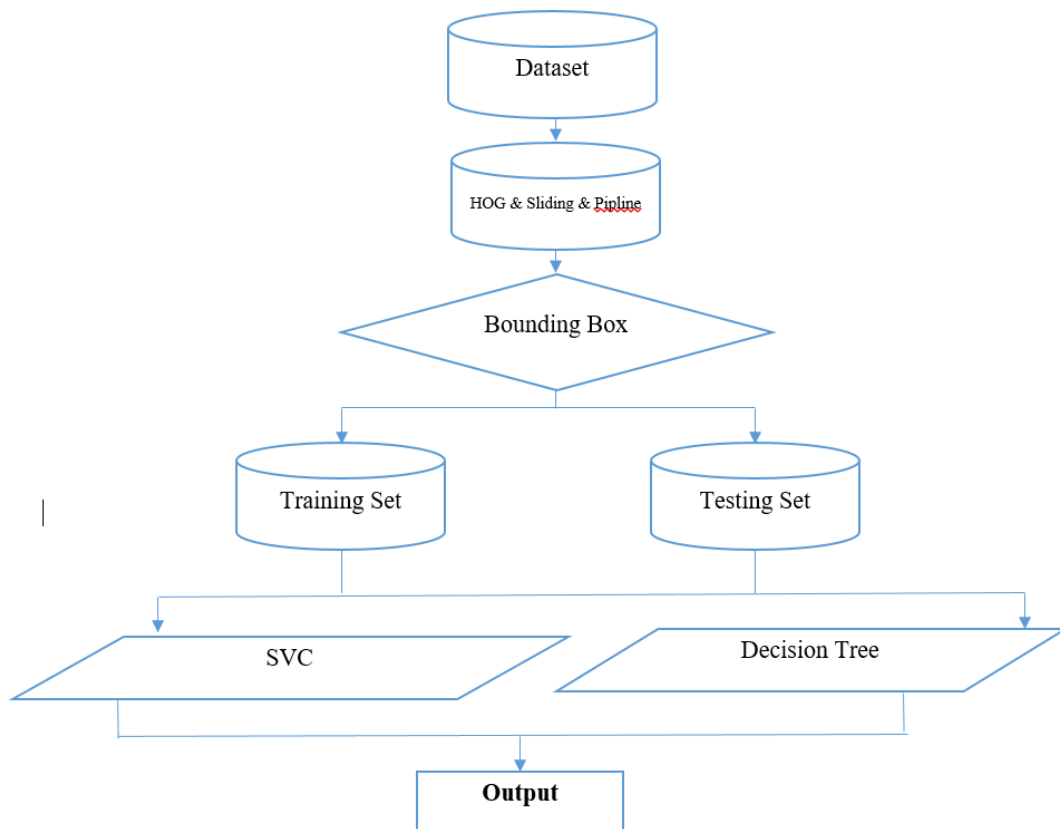 Dataset
HOG & Sliding & Pipline
Bounding Box
Training Set
Testing Set
SVC
Decision Tree
Output